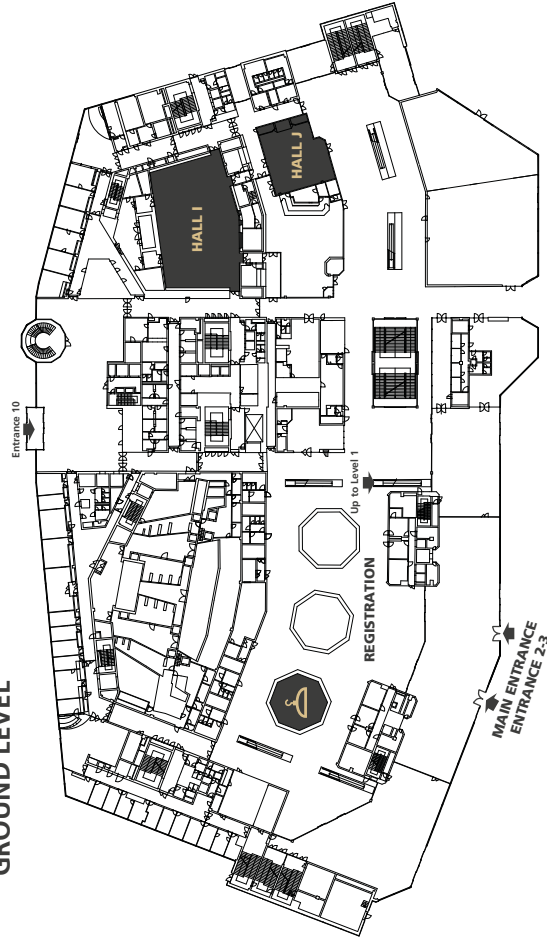 GROUND LEVEL
Entrance 10
HALL I
HALL J
Up to Level 1
REGISTRATION
MAIN ENTRANCE
ENTRANCE 2-3